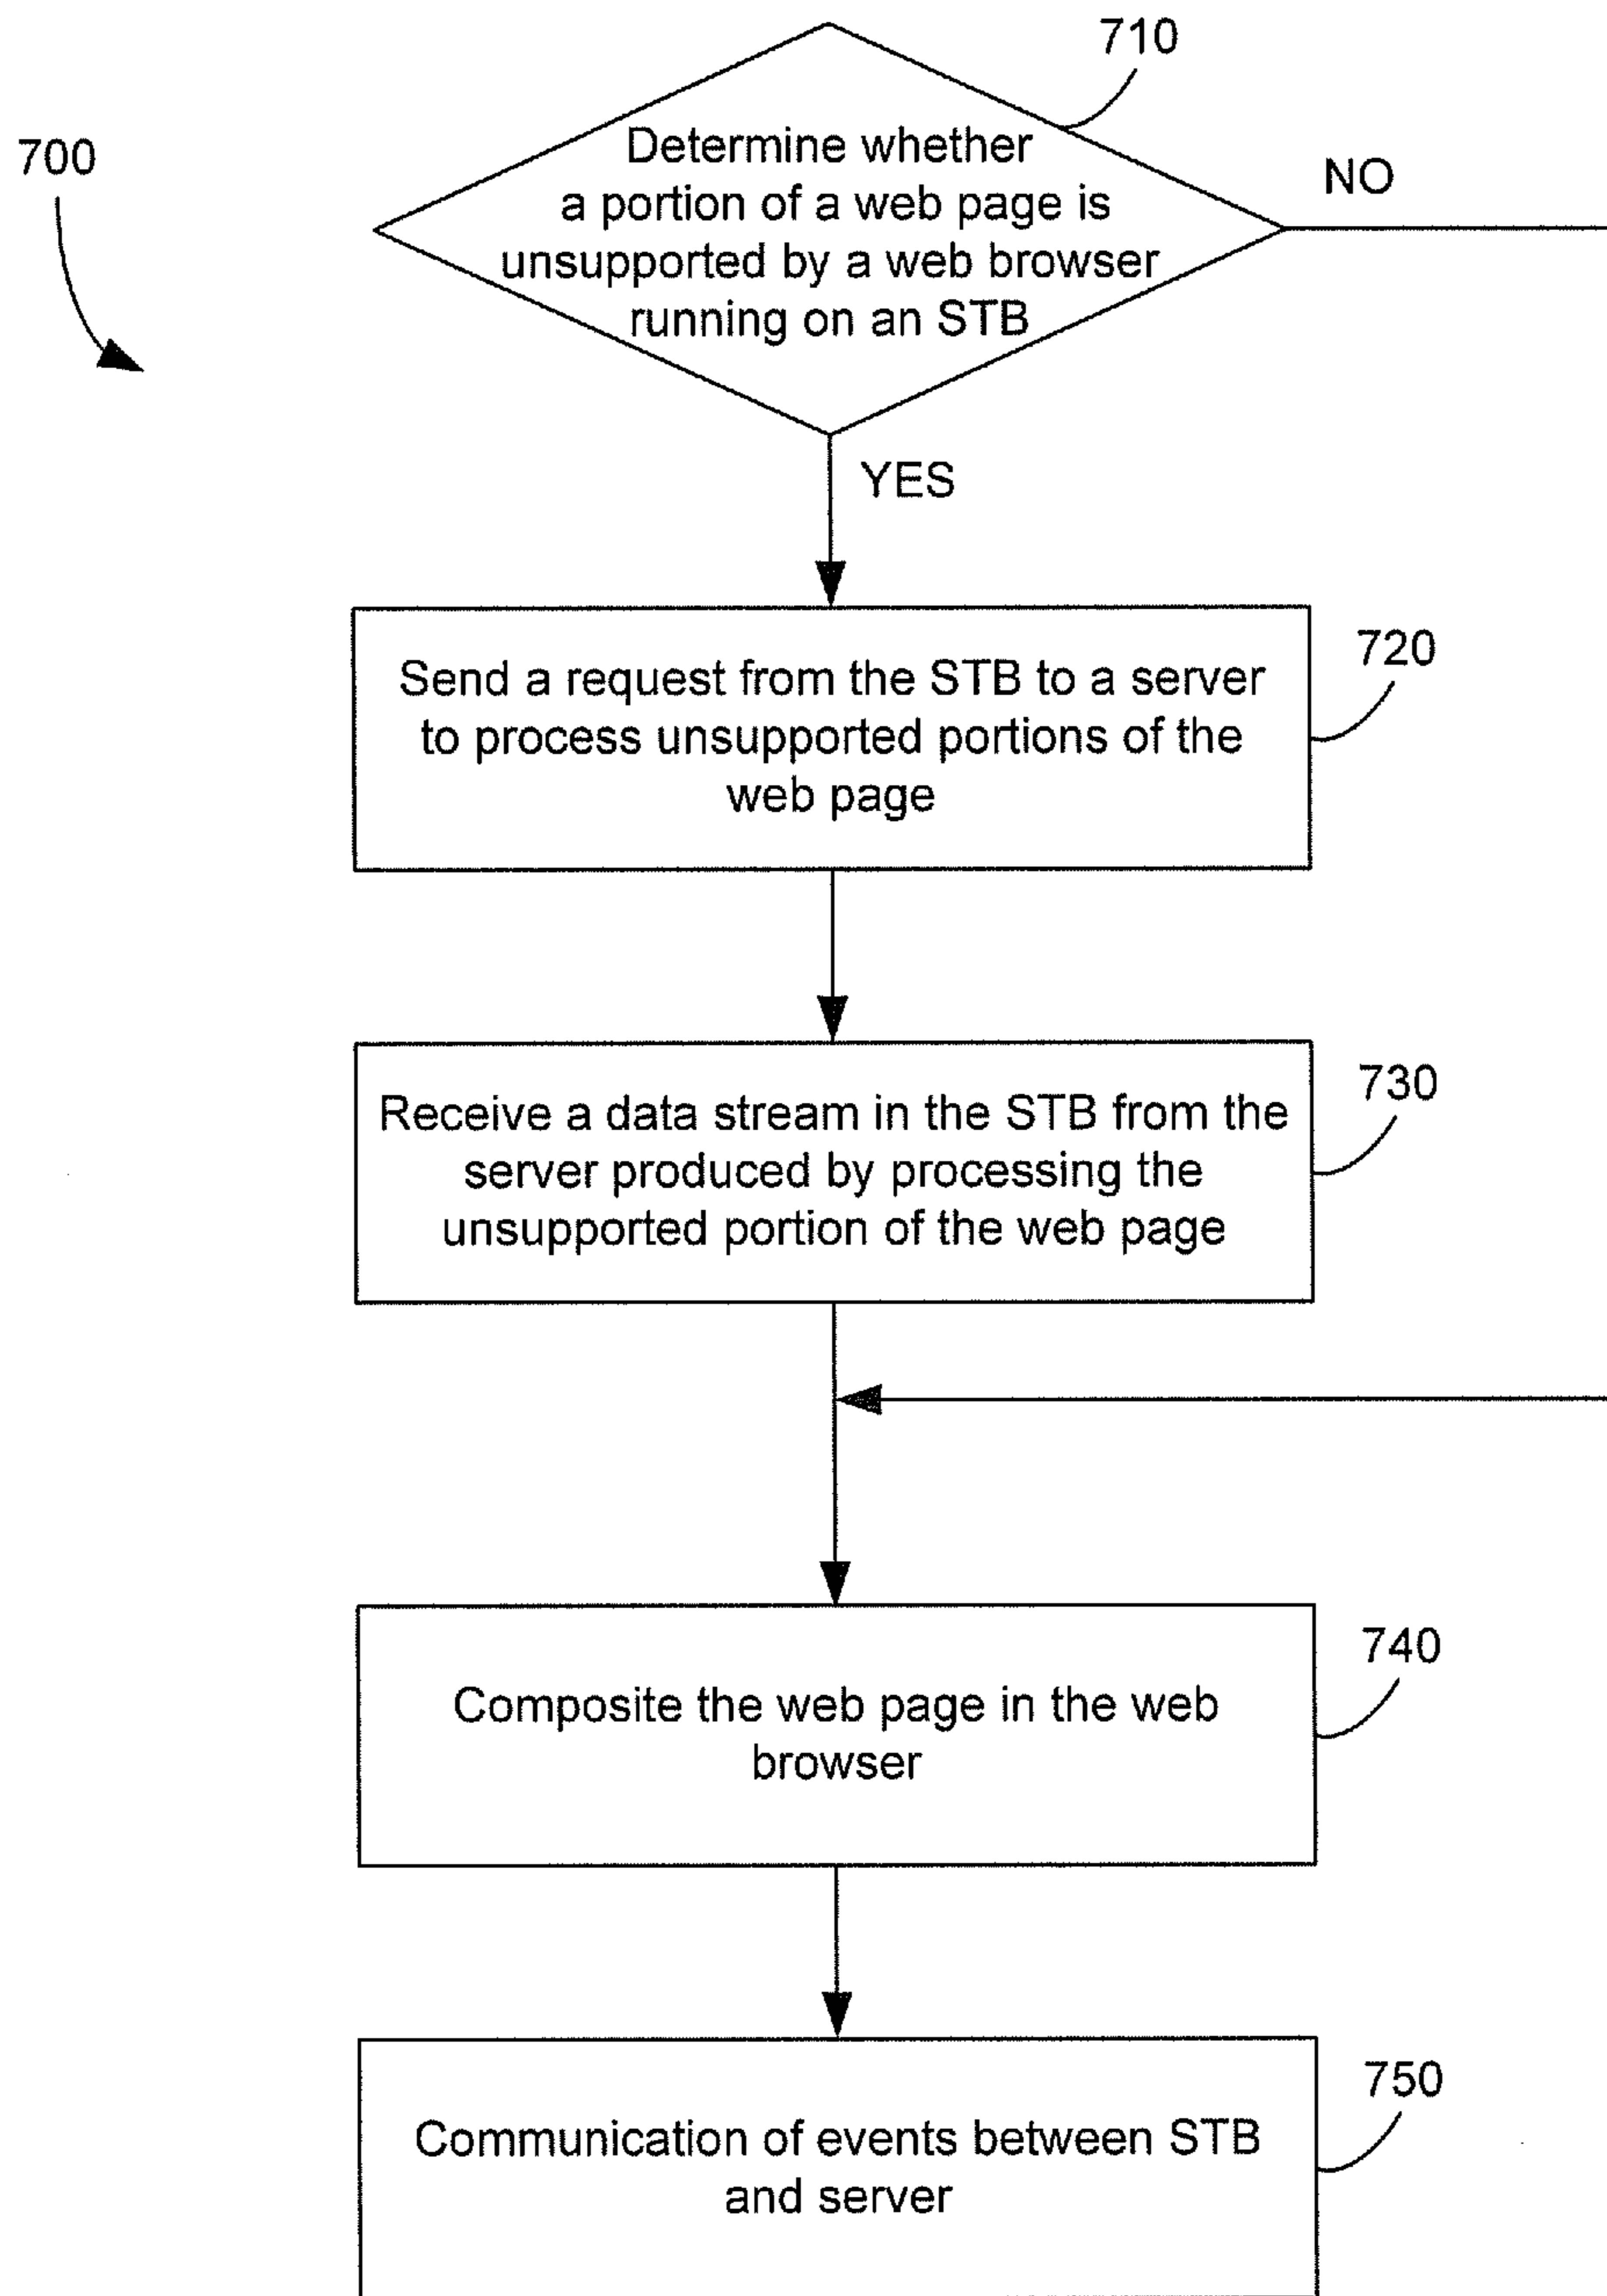 710
700
Determine whether
a portion of a web page is
unsupported by a web browser
running on an STB
NO
YES
720
Send a request from the STB to a server
to process unsupported portions of the
web page
730
Receive a data stream in the STB from the
server produced by processing the
unsupported portion of the web page
740
Composite the web page in the web
browser
750
Communication of events between STB
and server